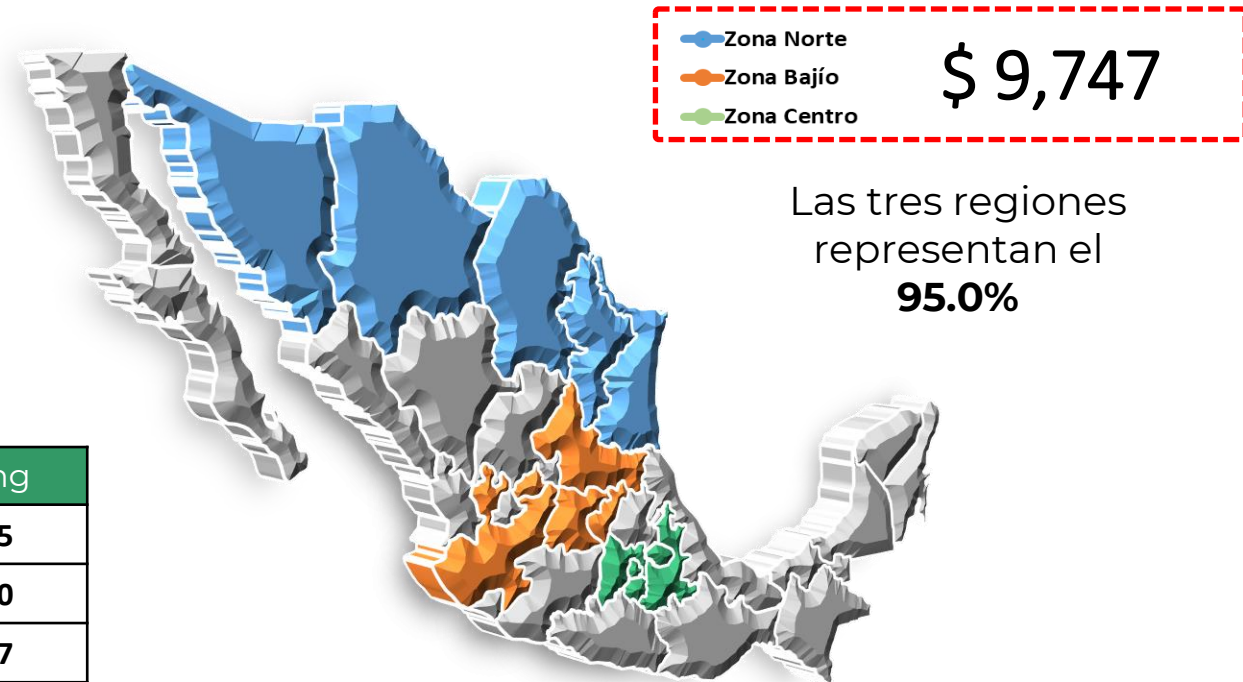 Zona Norte
Zona Bajío
Zona Centro
$ 9,747
Las tres regiones
representan el
95.0%